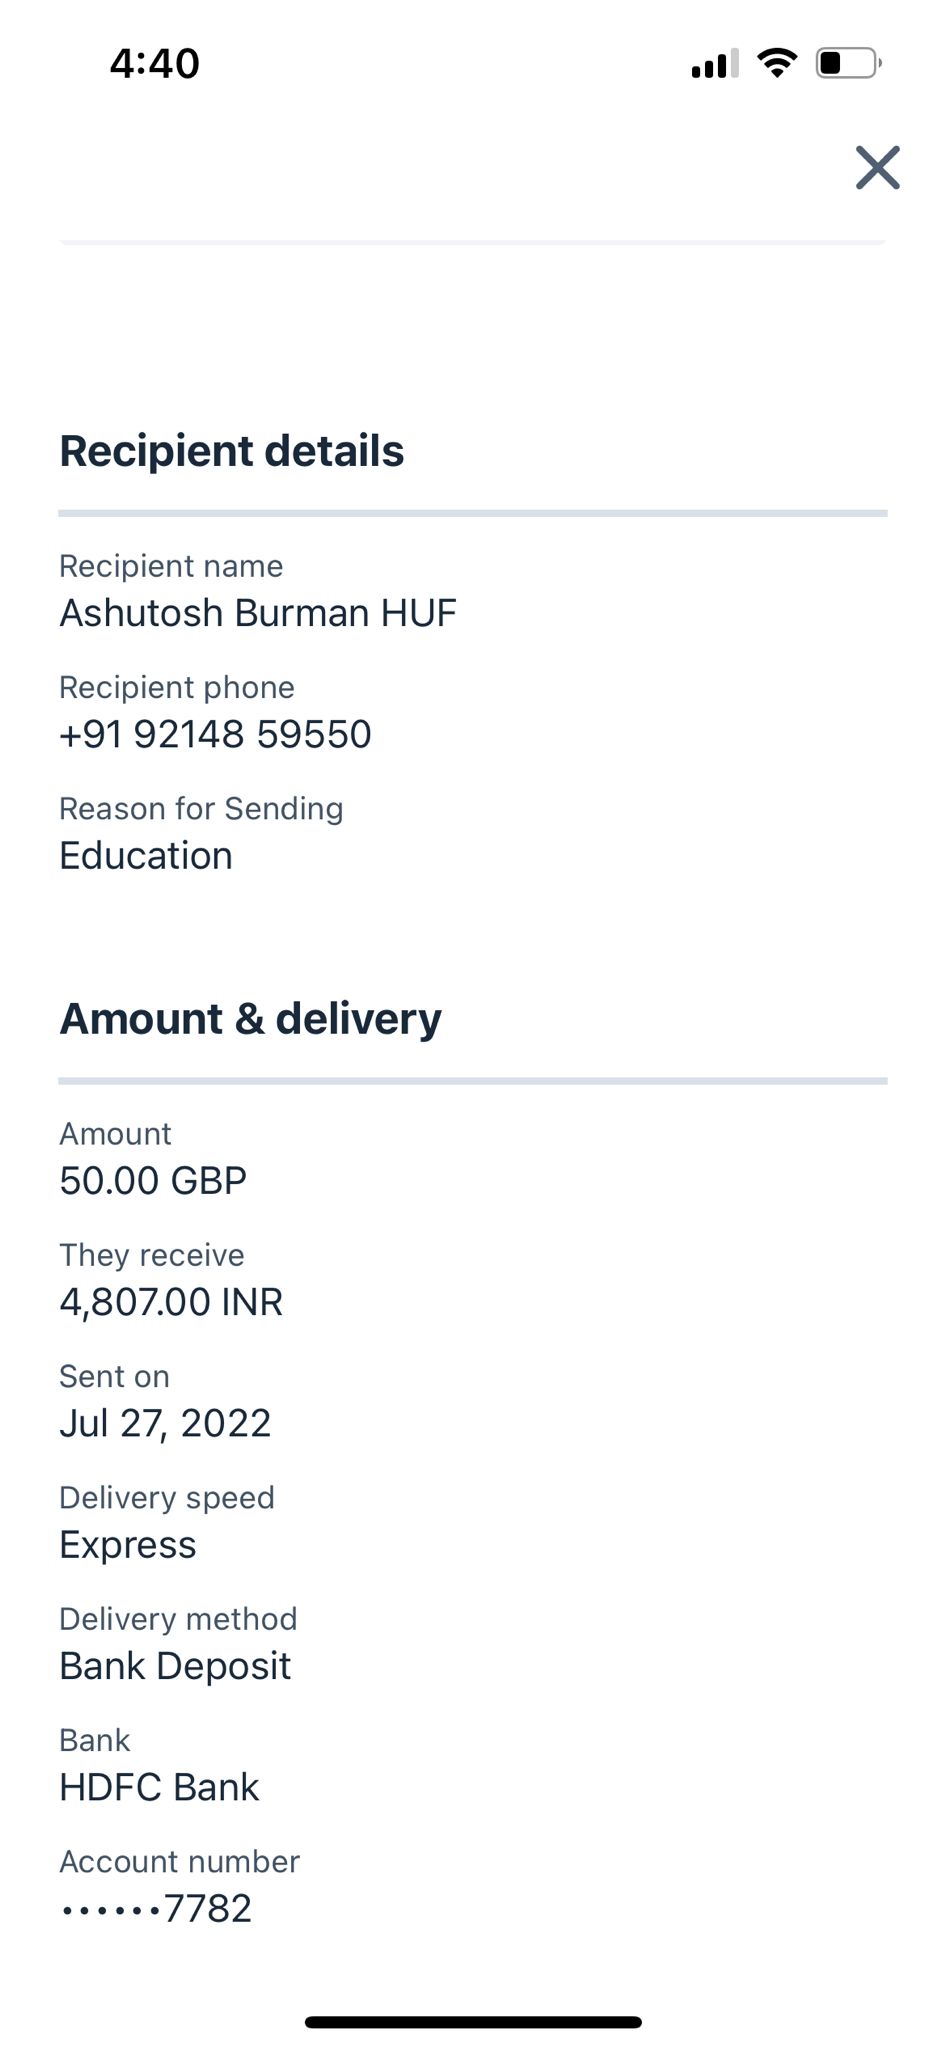 4:40
Recipient details
Recipient name
Ashutosh Burman HUF
Recipient phone
+91 92148 59550
Reason for Sending
Education
Amount & delivery
Amount
50.00 GBP
They receive
4,807.00 INR
Sent on
Jul 27, 2022
Delivery speed
Express
Delivery method
Bank Deposit
Bank
HDFC Bank
Account number
······7782